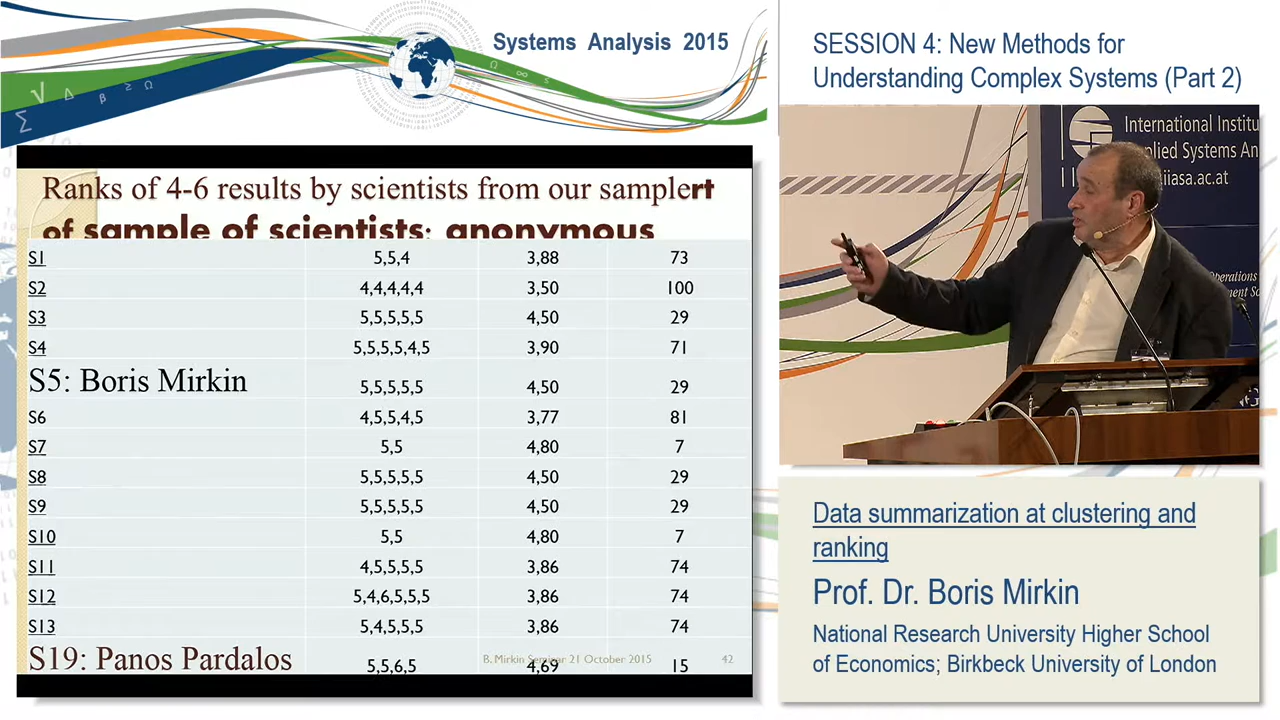 Systems Analysis 2015
SESSION 4: New Methods for
Understanding Complex Systems (Part 2)
Ranks of 4-6 results by scientists from our samplert
of sample of scientists: anonymous
S1 5,5,4 3,88 73
S2 4,4,4,4,4 3,50 100
S3 5,5,5,5,5 4,50 29
S4 5,5,5,5,4,5 3,90 71
S5: Boris Mirkin 5,5,5,5,5 4,50 29
S6 4,5,5,4,5 3,77 81
S7 5,5 4,80 7
S8 5,5,5,5,5 4,50 29
S9 5,5,5,5,5 4,50 29
S10 5,5 4,80 7
S11 4,5,5,5,5 3,86 74
S12 5,4,6,5,5,5 3,86 74
S13 5,4,5,5,5 3,86 74
S19: Panos Pardalos 5,5,6,5 4,69 15
B. Mirkin Seminar 21 October 2015 42
International Institu
plied Systems An
iiasa.ac.at
Operations
ment Sc
Data summarization at clustering and
ranking
Prof. Dr. Boris Mirkin
National Research University Higher School
of Economics; Birkbeck University of London